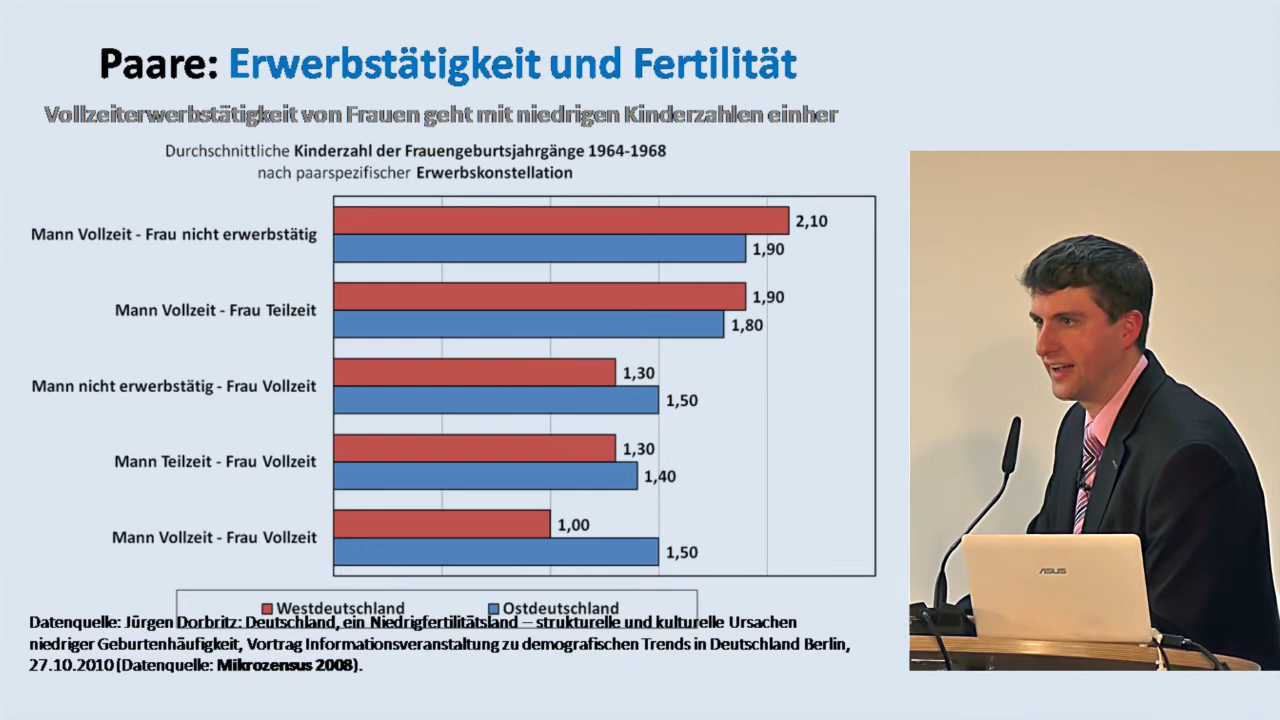 Paare: Erwerbstätigkeit und Fertilität
Vollzeiterwerbstätigkeit von Frauen geht mit niedrigen Kinderzahlen einher
Durchschnittliche Kinderzahl der Frauengeburtsjahrgänge 1964-1968
nach paarspezifischer Erwerbskonstellation
Mann Vollzeit - Frau nicht erwerbstätig
2,10
1,90
Mann Vollzeit - Frau Teilzeit
1,90
1,80
Mann nicht erwerbstätig - Frau Vollzeit
1,30
1,50
Mann Teilzeit - Frau Vollzeit
1,30
1,40
Mann Vollzeit - Frau Vollzeit
1,00
1,50
Westdeutschland Ostdeutschland
Datenquelle: Jürgen Dorbritz: Deutschland, ein Niedrigfertilitätsland – strukturelle und kulturelle Ursachen
niedriger Geburtenhäufigkeit, Vortrag Informationsveranstaltung zu demografischen Trends in Deutschland Berlin,
27.10.2010 (Datenquelle: Mikrozensus 2008).
ASUS